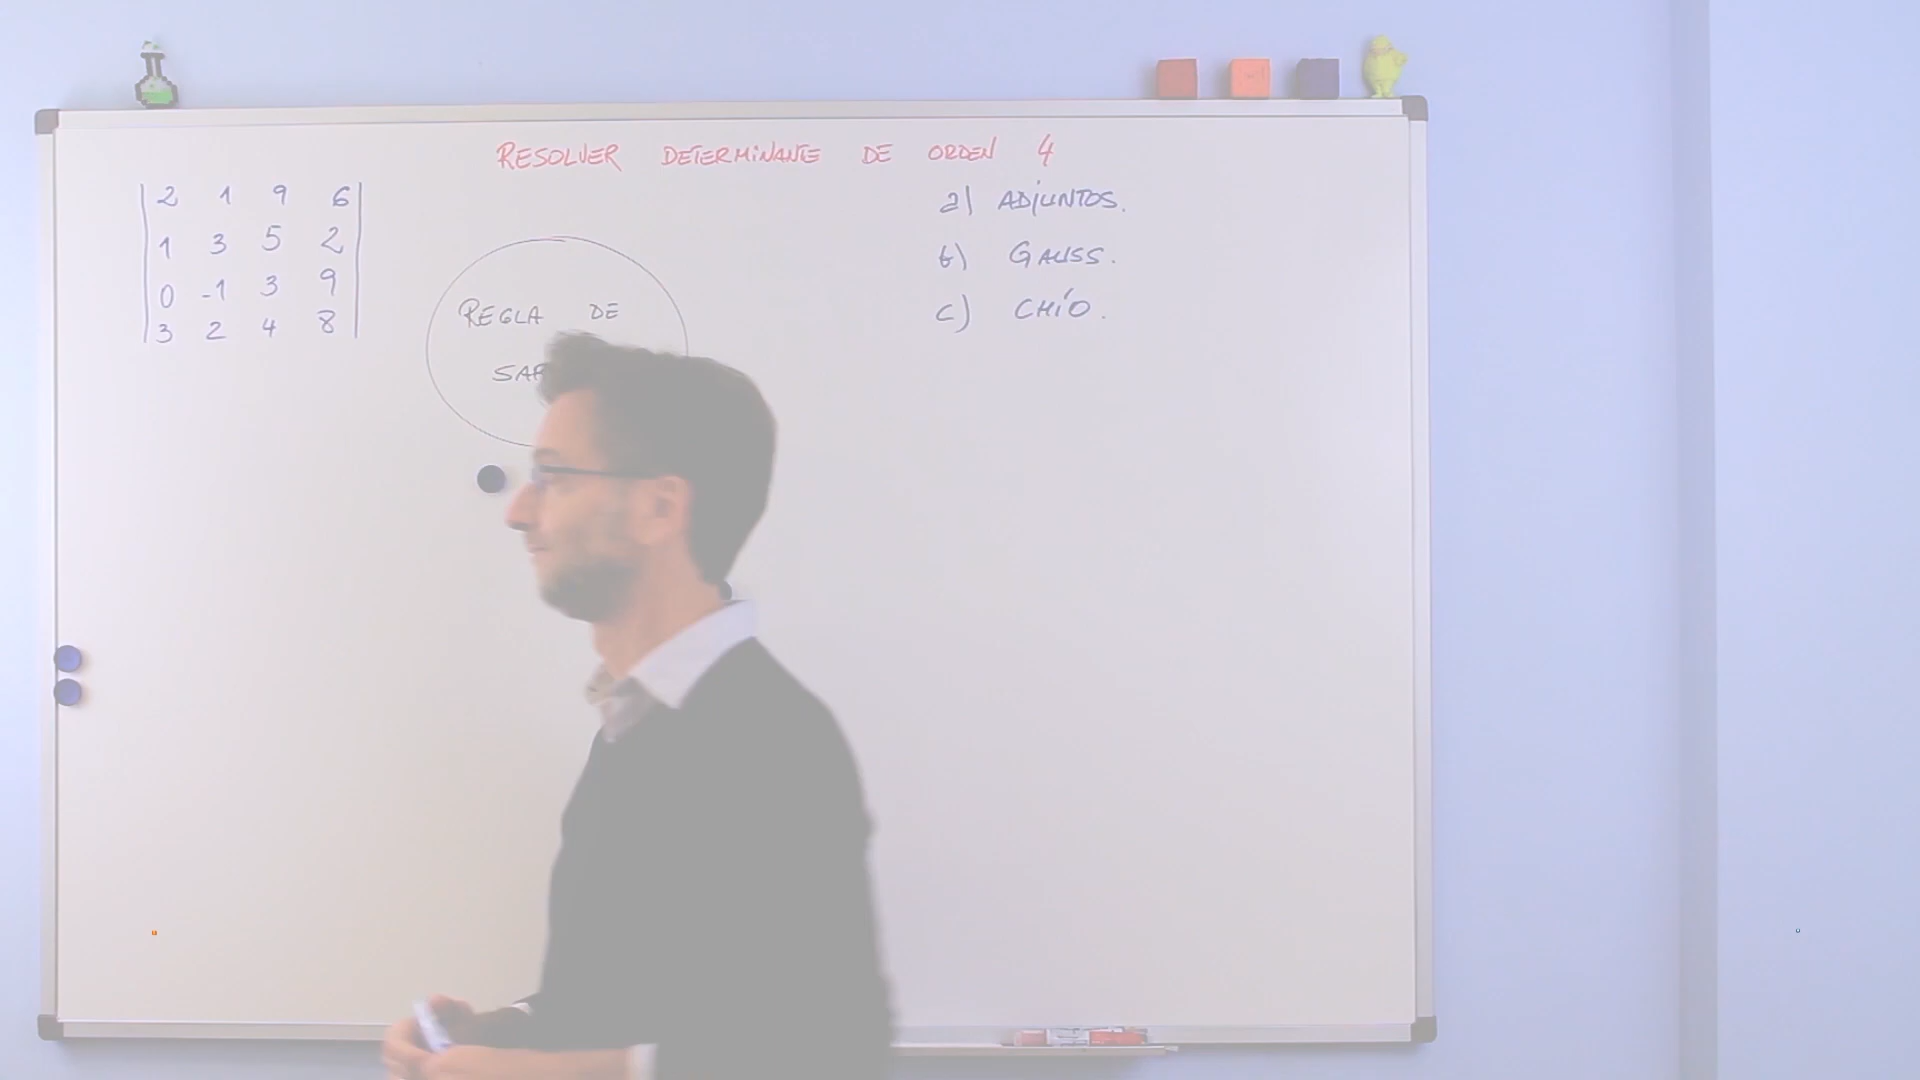 RESOLVER DETERMINANTE DE ORDEN 4
2 1 9 6
1 3 5 2
0 -1 3 9
3 2 4 8
REGLA DE
a) ADJUNTOS.
b) GAUSS.
c) CHÍO.